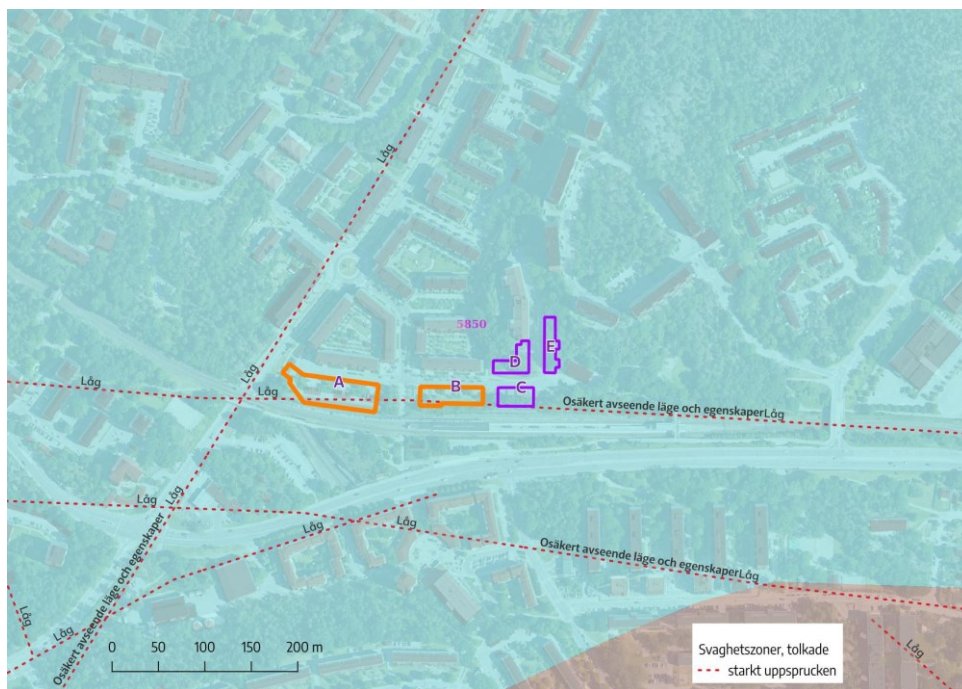 Låg
5850
E
D
A
B
C
Låg
Låg
Osäkert avseende läge och egenskaperLåg
Låg
Låg
Låg
Låg
Osäkert avseende läge och egenskaper
Osäkert avseende läge och egenskaperLåg
Låg
Låg
Låg
0 50 100 150 200 m
Svaghetszoner, tolkade
starkt uppsprucken